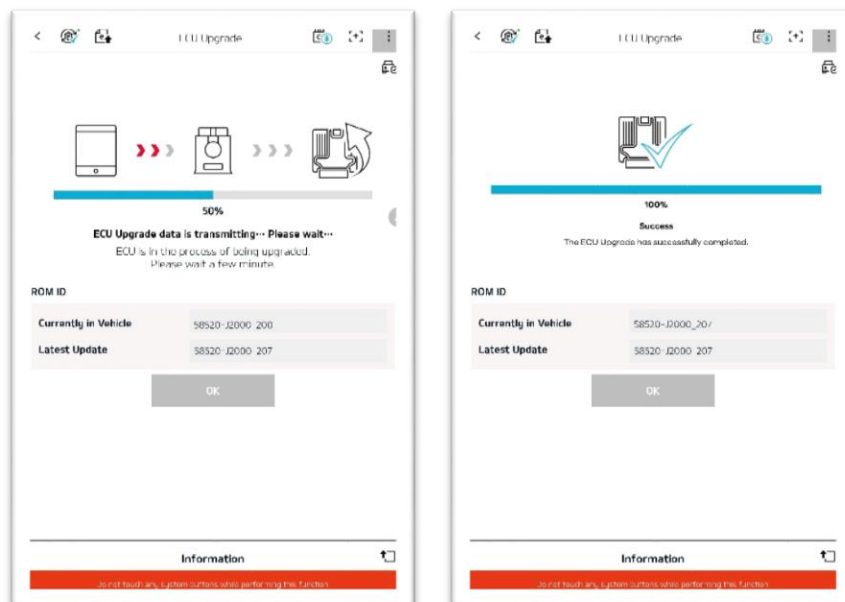 ECU Upgrade
50%
ECU Upgrade data is transmitting··· Please wait···
ECU is in the process of being upgraded.
Please wait a few minute.
ROM ID
Currently in Vehicle 58520-J2000_200
Latest Update 58520-J2000_207
OK
Information
Do not touch any system buttons while performing this function
ECU Upgrade
100%
Success
The ECU Upgrade has successfully completed.
ROM ID
Currently in Vehicle 58520-J2000_207
Latest Update 58520-J2000_207
OK
Information
Do not touch any system buttons while performing this function